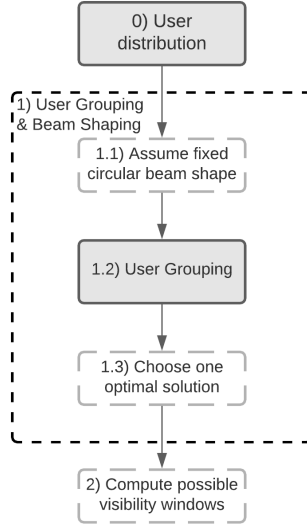 0) User
distribution
1) User Grouping
& Beam Shaping
1.1) Assume fixed
circular beam shape
1.2) User Grouping
1.3) Choose one
optimal solution
2) Compute possible
visibility windows